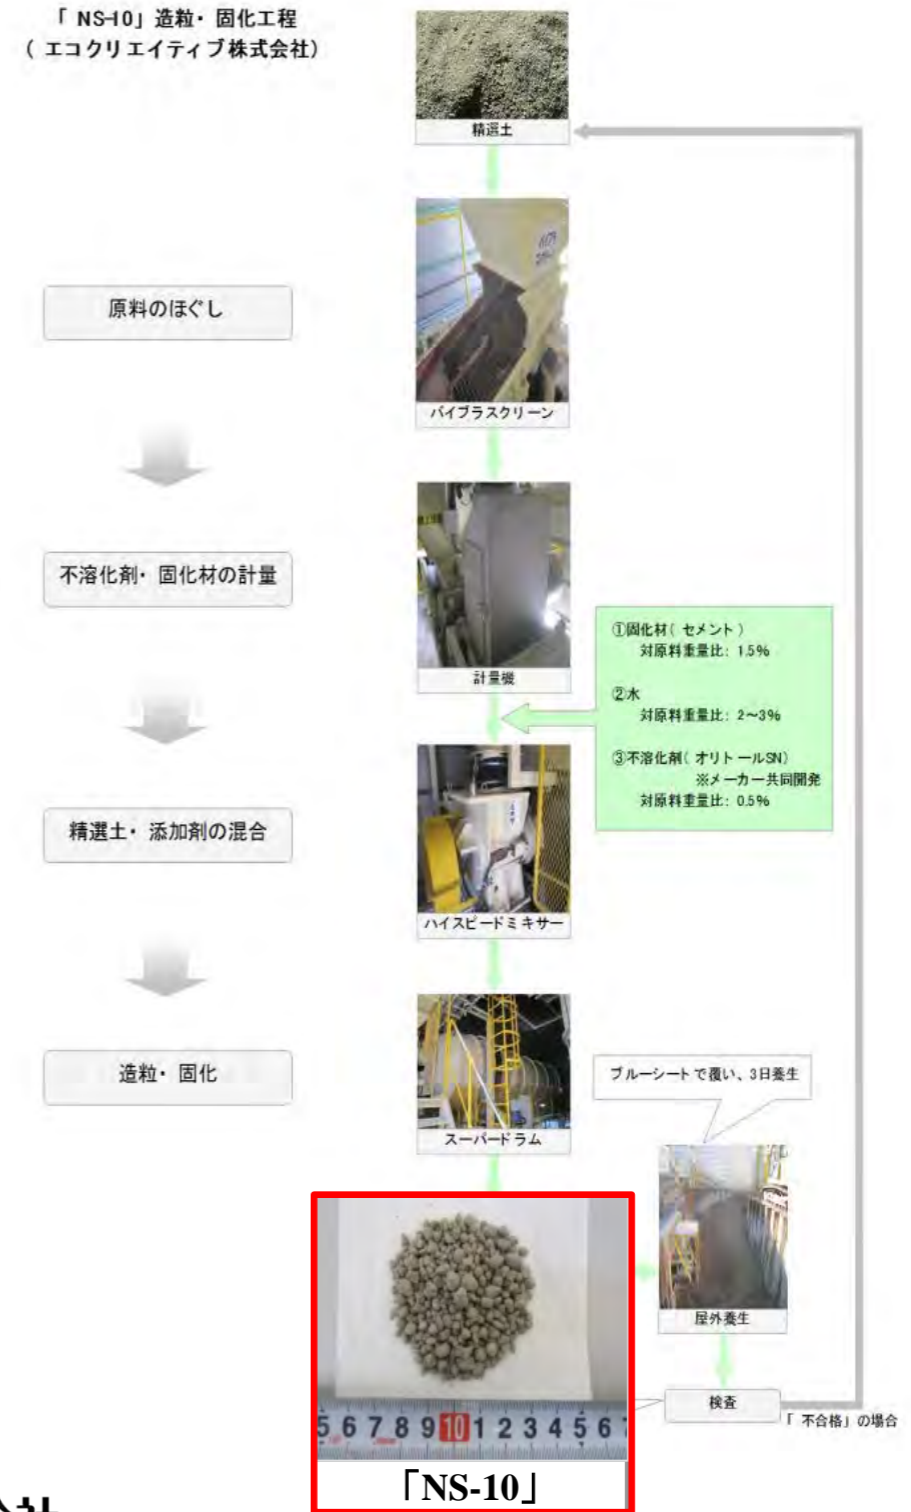 「 NS-10」造粒・固化工程
( エコクリエイティブ株式会社)
精選土
原料のほぐし
バイブラスクリーン
不溶化剤・ 固化材の計量
計量機
①固化材( セメント )
対原料重量比: 1.5%
②水
対原料重量比: 2～3%
③不溶化剤( オリトールSN)
※メーカー共同開発
対原料重量比: 0.5%
精選土・ 添加剤の混合
ハイスピードミキサー
造粒・ 固化
スーパードラム
ブルーシートで覆い、3日養生
屋外養生
検査
「 不合格」の場合
5 6 7 8 9 10 1 2 3 4 5 6
「NS-10」